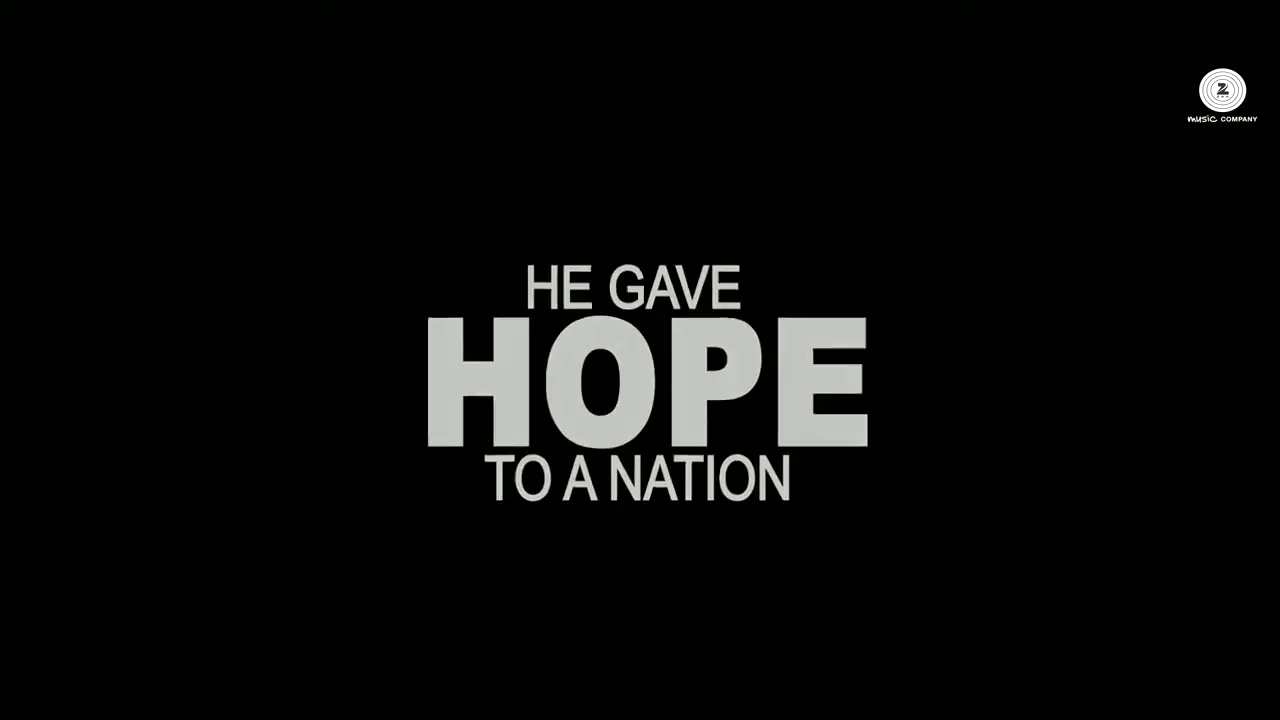 Z
music COMPANY
HE GAVE
HOPE
TO A NATION